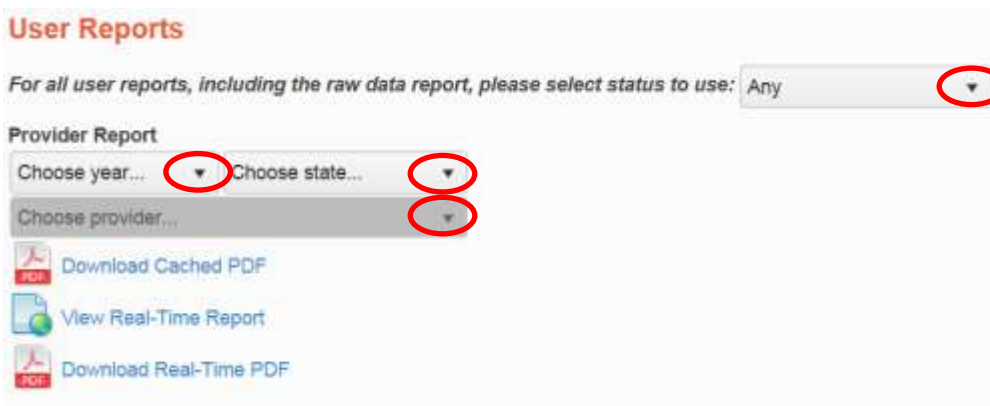 User Reports
For all user reports, including the raw data report, please select status to use: Any
Provider Report
Choose year... Choose state...
Choose provider...
PDF Download Cached PDF
View Real-Time Report
PDF Download Real-Time PDF